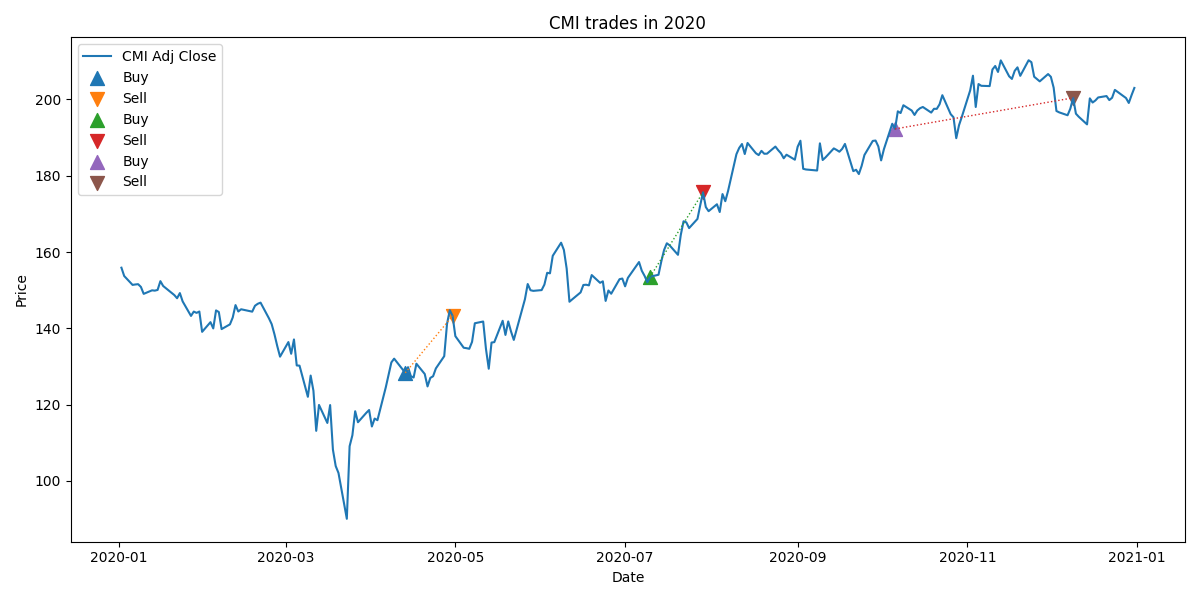 CMI trades in 2020
CMI Adj Close
Buy
Sell
Buy
Sell
Buy
Sell
Price
200
180
160
140
120
100
2020-01 2020-03 2020-05 2020-07 2020-09 2020-11 2021-01
Date